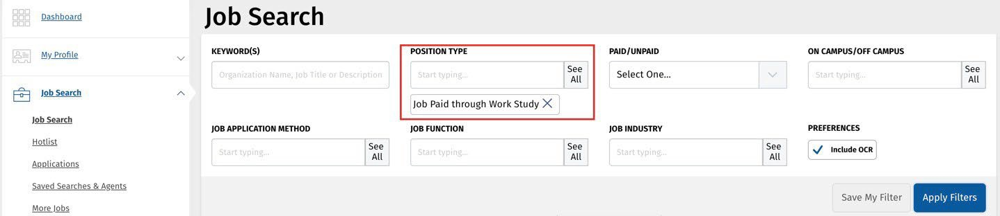 Dashboard
My Profile
Job Search
Job Search
Hotlist
Applications
Saved Searches & Agents
More Jobs
Job Search
KEYWORD(S)
Organization Name, Job Title or Description
POSITION TYPE
Start typing...
See
All
Job Paid through Work Study
PAID/UNPAID
Select One...
ON CAMPUS/OFF CAMPUS
Start typing...
See
All
JOB APPLICATION METHOD
Start typing...
See
All
JOB FUNCTION
Start typing...
See
All
JOB INDUSTRY
Start typing...
See
All
PREFERENCES
Include OCR
Save My Filter
Apply Filters